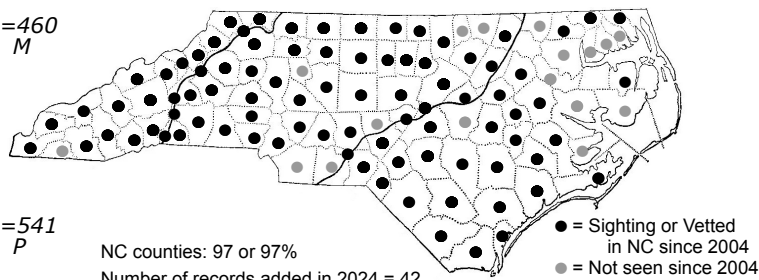 =460
M
=541
P
NC counties: 97 or 97%
Number of records added in 2024 = 42
● = Sighting or Vetted
in NC since 2004
● = Not seen since 2004